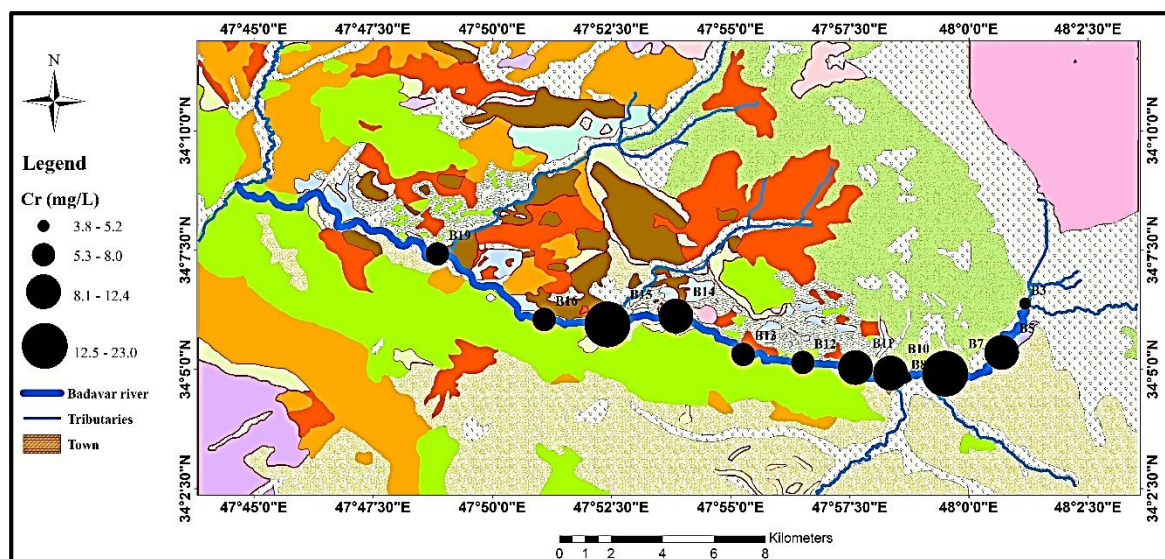 47°45'0"E 47°47'30"E 47°50'0"E 47°52'30"E 47°55'0"E 47°57'30"E 48°0'0"E 48°2'30"E
N
Legend
Cr (mg/L)
3.8 - 5.2
5.3 - 8.0
8.1 - 12.4
12.5 - 23.0
Badavar river
Tributaries
Town
34°10'0"N
34°7'30"N
34°5'0"N
34°2'30"N
B19
B16
B15
B14
B13
B12
B11
B10
B8
B7
B5
B3
34°10'0"N
34°7'30"N
34°5'0"N
34°2'30"N
47°45'0"E 47°47'30"E 47°50'0"E 47°52'30"E 47°55'0"E 47°57'30"E 48°0'0"E 48°2'30"E
0 1 2 4 6 8 Kilometers